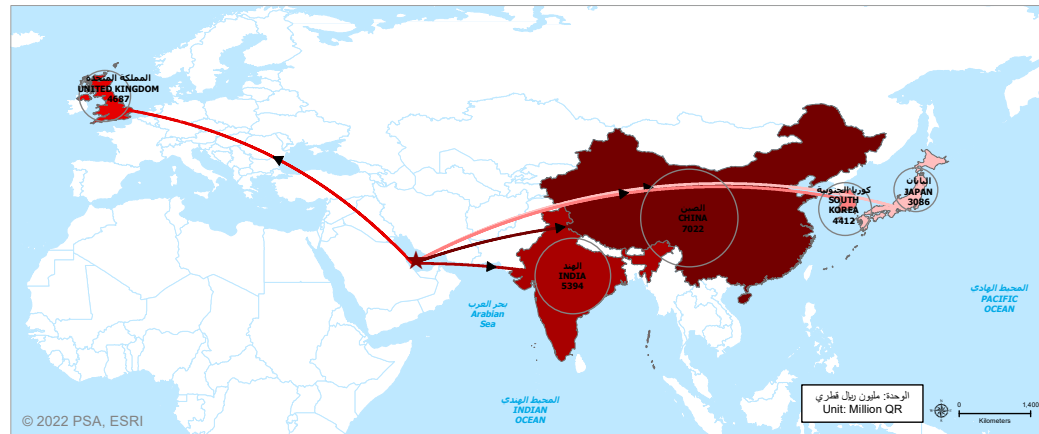 المملكة المتحدة
UNITED KINGDOM
4687
اليابان
JAPAN
3086
كوريا الجنوبية
SOUTH
KOREA
4412
الصين
CHINA
7022
الهند
INDIA
5394
بحر العرب
Arabian
Sea
المحيط الهادي
PACIFIC
OCEAN
المحيط الهندي
INDIAN
OCEAN
الوحدة: مليون ريال قطري
Unit: Million QR
0 1,400
Kilometers
© 2022 PSA, ESRI